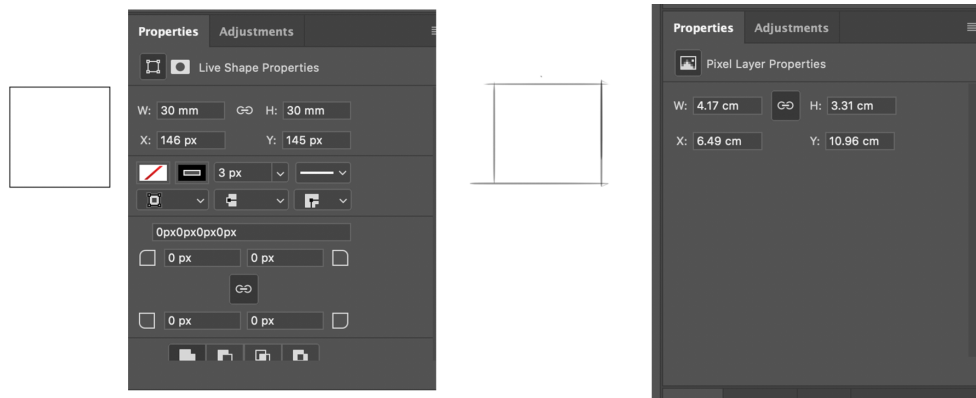 Properties Adjustments
Live Shape Properties
W: 30 mm H: 30 mm
X: 146 px Y: 145 px
3 px
0px0px0px0px
0 px 0 px
0 px 0 px
Properties Adjustments
Pixel Layer Properties
W: 4.17 cm H: 3.31 cm
X: 6.49 cm Y: 10.96 cm